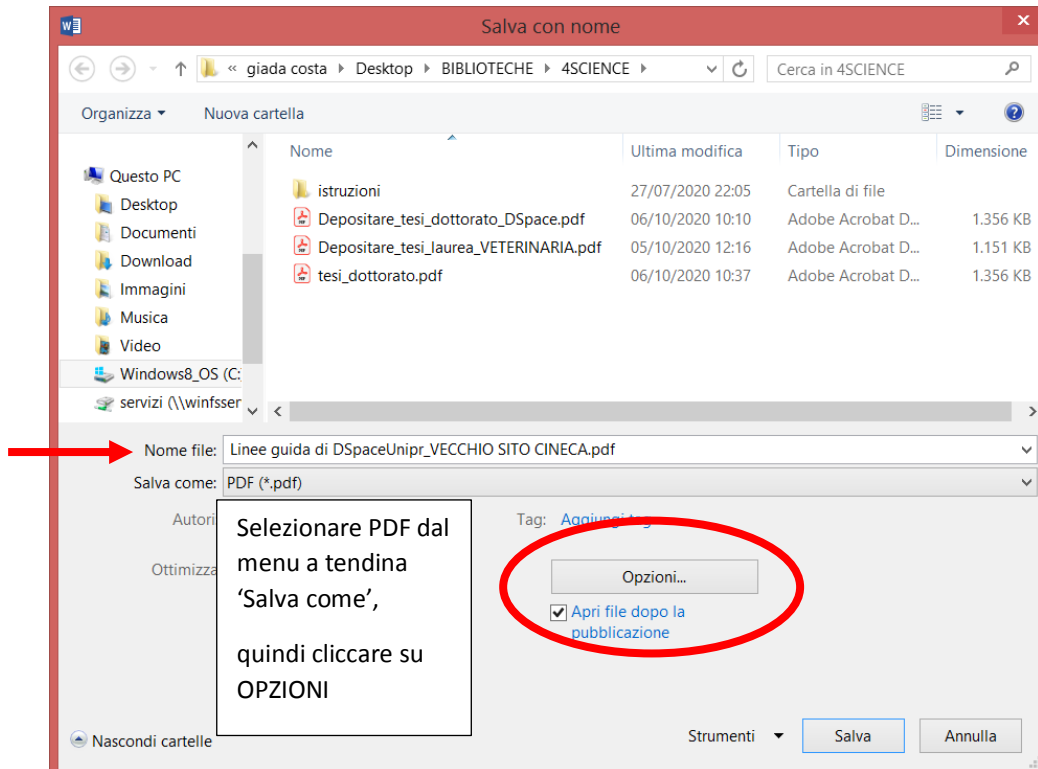 Salva con nome
« giada costa ▸ Desktop ▸ BIBLIOTECHE ▸ 4SCIENCE ▸
Cerca in 4SCIENCE
Organizza
Nuova cartella
Nome Ultima modifica Tipo Dimensione
Questo PC
Desktop
Documenti
Download
Immagini
Musica
Video
Windows8_OS (C:
servizi (\\winfsser
istruzioni 27/07/2020 22:05 Cartella di file
Depositare_tesi_dottorato_DSpace.pdf 06/10/2020 10:10 Adobe Acrobat D... 1.356 KB
Depositare_tesi_laurea_VETERINARIA.pdf 05/10/2020 12:16 Adobe Acrobat D... 1.151 KB
tesi_dottorato.pdf 06/10/2020 10:37 Adobe Acrobat D... 1.356 KB
Nome file: Linee guida di DSpaceUnipr_VECCHIO SITO CINECA.pdf
Salva come: PDF (*.pdf)
Autori
Tag: Aggiungi tag
Ottimizza
Selezionare PDF dal
menu a tendina
‘Salva come’,
quindi cliccare su
OPZIONI
Opzioni...
Apri file dopo la
pubblicazione
Nascondi cartelle
Strumenti
Salva
Annulla